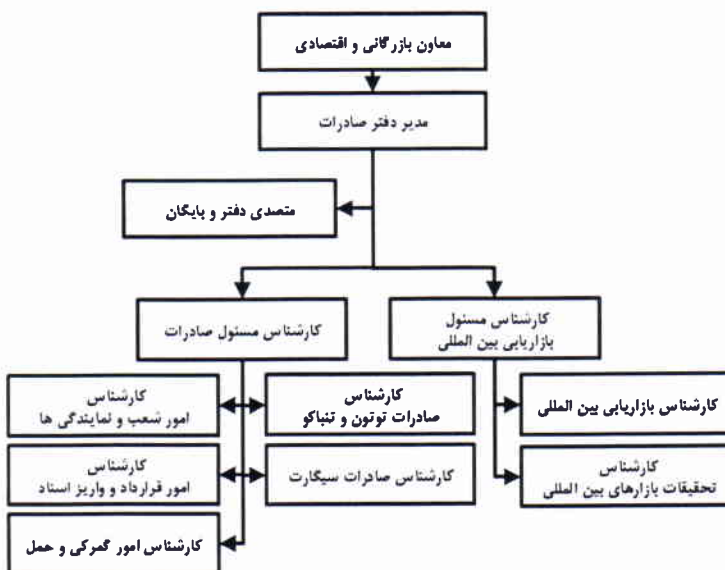 معاون بازرگانی و اقتصادی
مدیر دفتر صادرات
متصدی دفتر و بایگان
کارشناس مسئول
بازاریابی بین المللی
کارشناس مسئول صادرات
کارشناس بازاریابی بین المللی
کارشناس
تحقیقات بازارهای بین المللی
کارشناس
صادرات توتون و تنباکو
کارشناس
امور شعب و نمایندگی ها
کارشناس صادرات سیگارت
کارشناس
امور قرارداد و واریز اسناد
کارشناس امور گمرکی و حمل